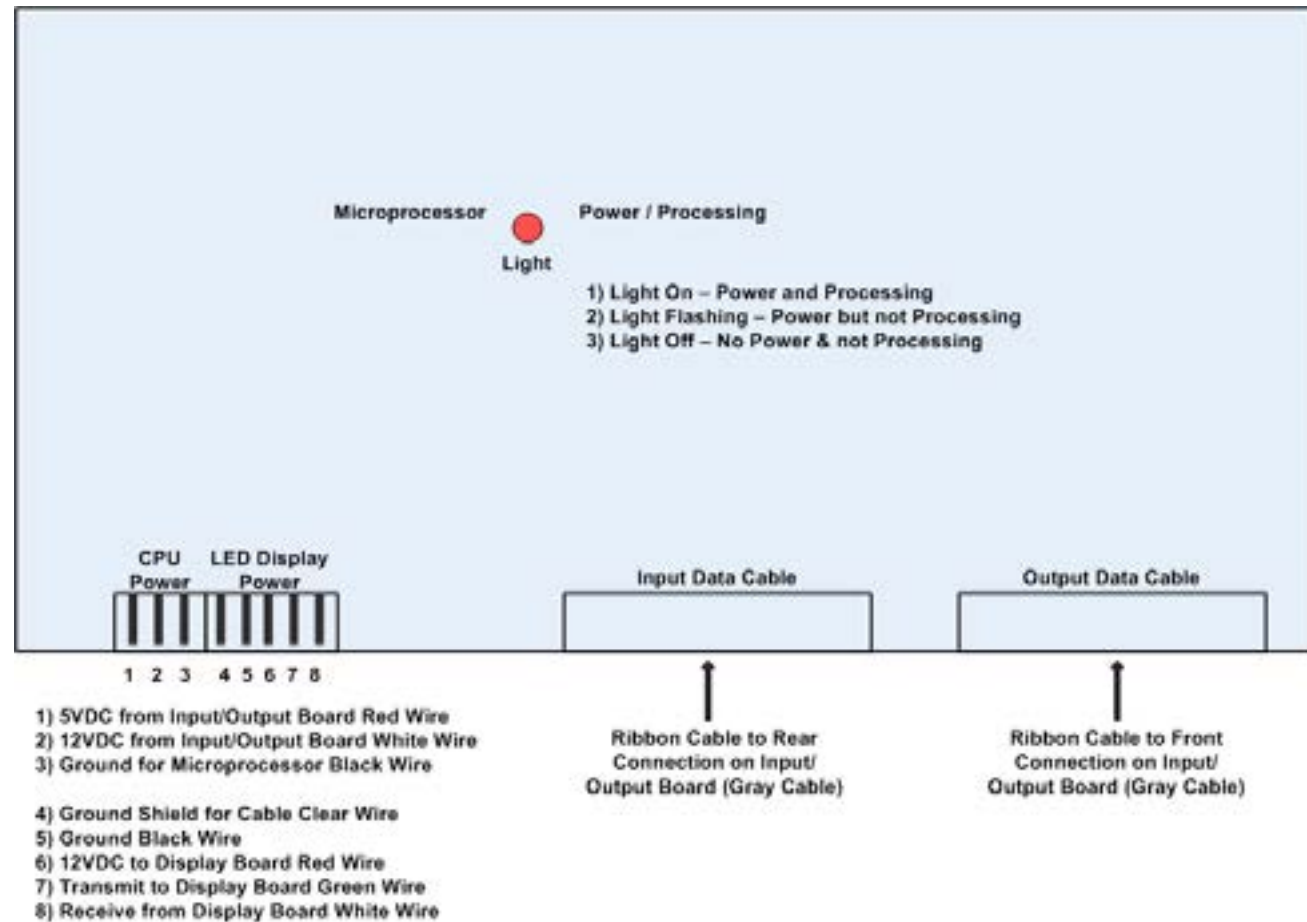 Microprocessor
Power / Processing
Light
1) Light On – Power and Processing
2) Light Flashing – Power but not Processing
3) Light Off – No Power & not Processing
CPU
Power
LED Display
Power
Input Data Cable
Output Data Cable
1 2 3 4 5 6 7 8
1) 5VDC from Input/Output Board Red Wire
2) 12VDC from Input/Output Board White Wire
3) Ground for Microprocessor Black Wire
4) Ground Shield for Cable Clear Wire
5) Ground Black Wire
6) 12VDC to Display Board Red Wire
7) Transmit to Display Board Green Wire
8) Receive from Display Board White Wire
Ribbon Cable to Rear
Connection on Input/
Output Board (Gray Cable)
Ribbon Cable to Front
Connection on Input/
Output Board (Gray Cable)